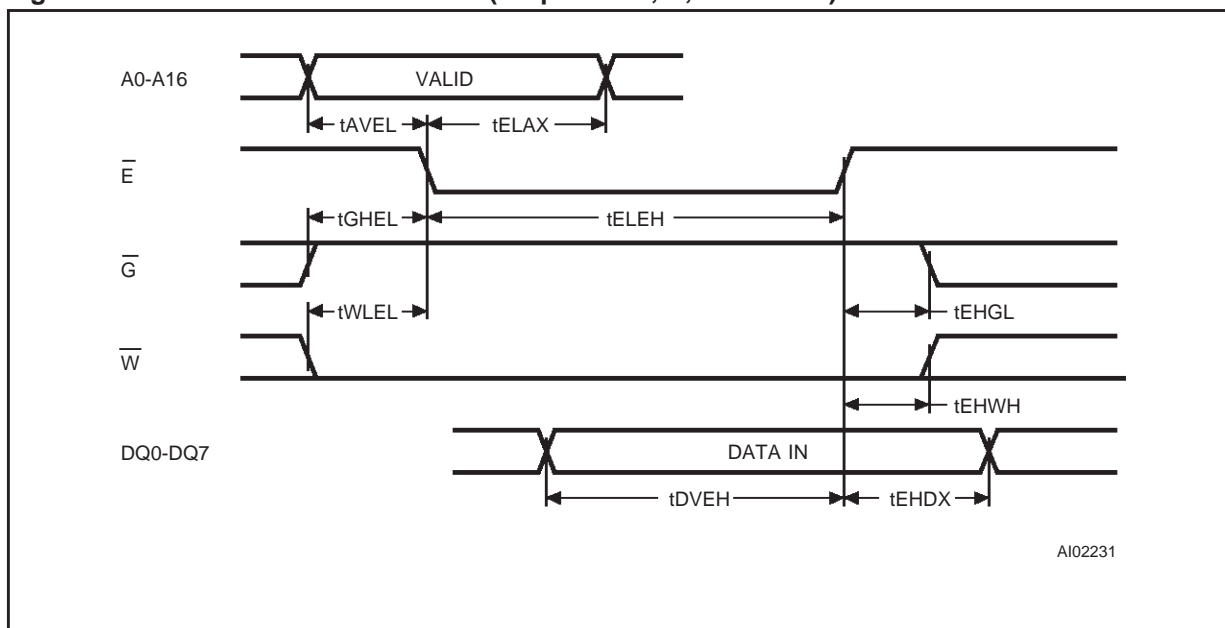 A0-A16
VALID
tAVEL
tELAX
E
tGHEL
tELEH
G
tWLEL
tEHGL
W
tEHWH
DQ0-DQ7
DATA IN
tDVEH
tEHDX
AI02231